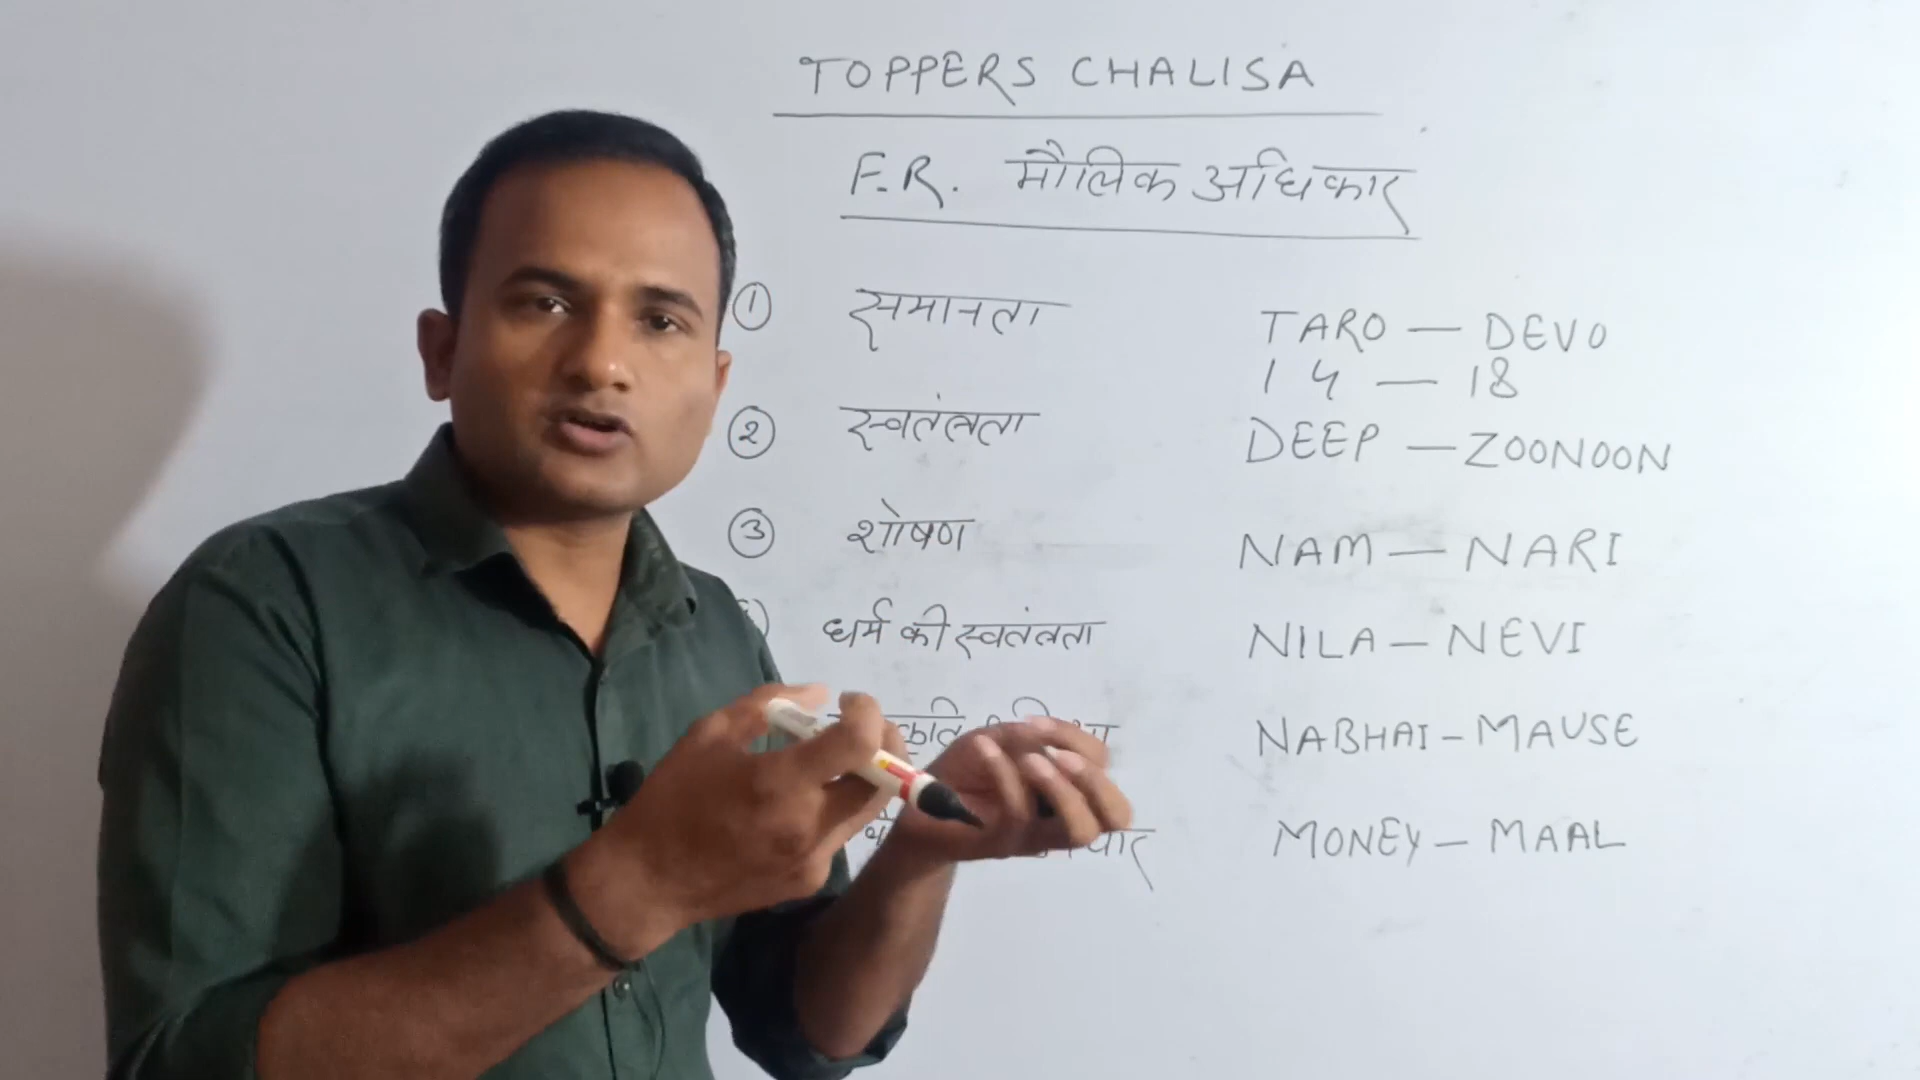 TOPPERS CHALISA
F.R. मौलिक अधिकार
① समानता TARO — DEVO
14 — 18
② स्वतंत्रता DEEP — ZOONOON
③ शोषण NAM — NARI
धर्म की स्वतंत्रता NILA — NEVI
NABHAI - MAUSE
MONEY — MAAL